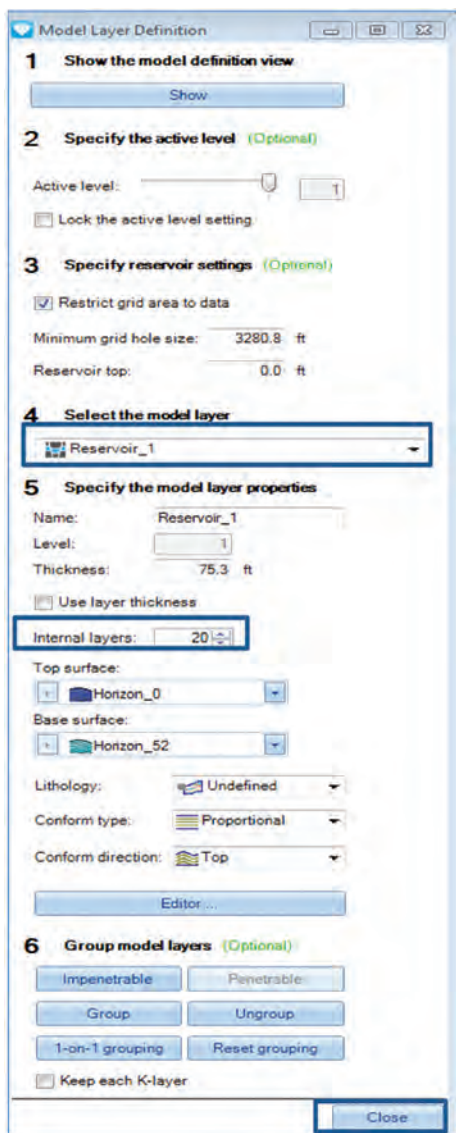 Model Layer Definition
1 Show the model definition view
Show
2 Specify the active level (Optional)
Active level: 1
Lock the active level setting
3 Specify reservoir settings (Optional)
Restrict grid area to data
Minimum grid hole size: 3280.8 ft
Reservoir top: 0.0 ft
4 Select the model layer
Reservoir_1
5 Specify the model layer properties
Name: Reservoir_1
Level: 1
Thickness: 75.3 ft
Use layer thickness
Internal layers: 20
Top surface:
Horizon_0
Base surface:
Horizon_52
Lithology: Undefined
Conform type: Proportional
Conform direction: Top
Editor ...
6 Group model layers (Optional)
Impenetrable Penetrable
Group Ungroup
1-on-1 grouping Reset grouping
Keep each K-layer
Close